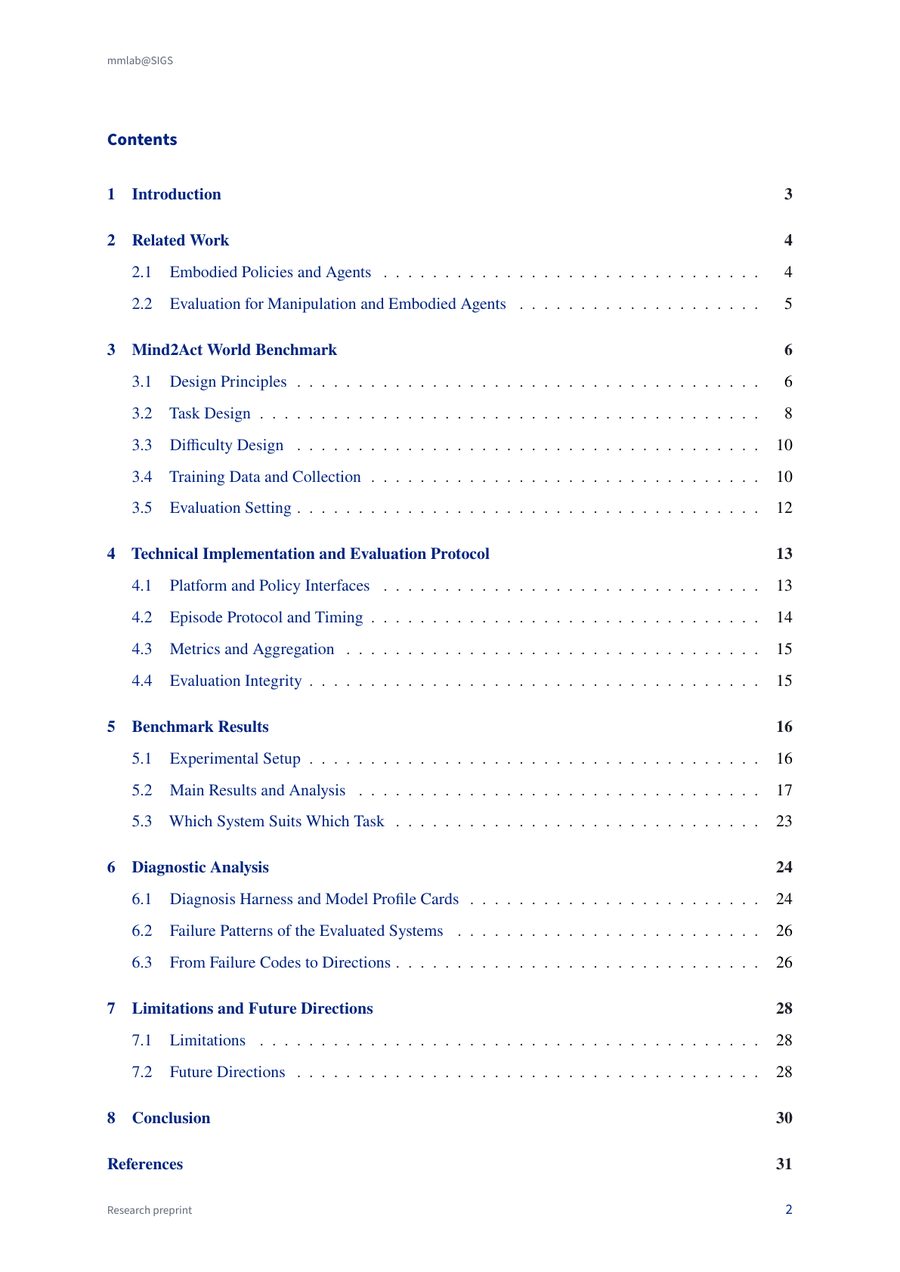 mmlab@SIGS
Contents
1 Introduction 3
2 Related Work 4
2.1 Embodied Policies and Agents . . . . . . . . . . . . . . . . . . . . . . . . . . . . . . . 4
2.2 Evaluation for Manipulation and Embodied Agents . . . . . . . . . . . . . . . . . . . . 5
3 Mind2Act World Benchmark 6
3.1 Design Principles . . . . . . . . . . . . . . . . . . . . . . . . . . . . . . . . . . . . . . 6
3.2 Task Design . . . . . . . . . . . . . . . . . . . . . . . . . . . . . . . . . . . . . . . . . 8
3.3 Difficulty Design . . . . . . . . . . . . . . . . . . . . . . . . . . . . . . . . . . . . . . 10
3.4 Training Data and Collection . . . . . . . . . . . . . . . . . . . . . . . . . . . . . . . . 10
3.5 Evaluation Setting . . . . . . . . . . . . . . . . . . . . . . . . . . . . . . . . . . . . . . 12
4 Technical Implementation and Evaluation Protocol 13
4.1 Platform and Policy Interfaces . . . . . . . . . . . . . . . . . . . . . . . . . . . . . . . 13
4.2 Episode Protocol and Timing . . . . . . . . . . . . . . . . . . . . . . . . . . . . . . . . 14
4.3 Metrics and Aggregation . . . . . . . . . . . . . . . . . . . . . . . . . . . . . . . . . . 15
4.4 Evaluation Integrity . . . . . . . . . . . . . . . . . . . . . . . . . . . . . . . . . . . . . 15
5 Benchmark Results 16
5.1 Experimental Setup . . . . . . . . . . . . . . . . . . . . . . . . . . . . . . . . . . . . . 16
5.2 Main Results and Analysis . . . . . . . . . . . . . . . . . . . . . . . . . . . . . . . . . 17
5.3 Which System Suits Which Task . . . . . . . . . . . . . . . . . . . . . . . . . . . . . . 23
6 Diagnostic Analysis 24
6.1 Diagnosis Harness and Model Profile Cards . . . . . . . . . . . . . . . . . . . . . . . . 24
6.2 Failure Patterns of the Evaluated Systems . . . . . . . . . . . . . . . . . . . . . . . . . 26
6.3 From Failure Codes to Directions . . . . . . . . . . . . . . . . . . . . . . . . . . . . . . 26
7 Limitations and Future Directions 28
7.1 Limitations . . . . . . . . . . . . . . . . . . . . . . . . . . . . . . . . . . . . . . . . . 28
7.2 Future Directions . . . . . . . . . . . . . . . . . . . . . . . . . . . . . . . . . . . . . . 28
8 Conclusion 30
References 31
Research preprint 2